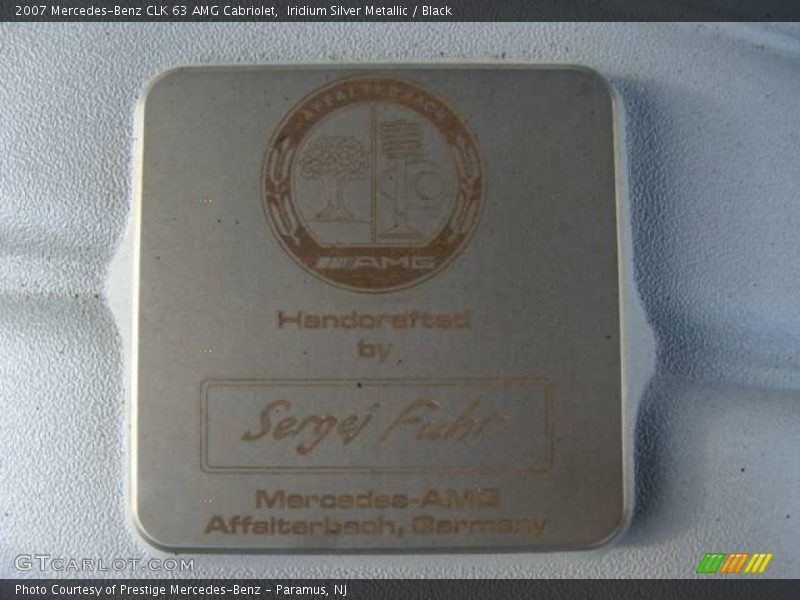 2007 Mercedes-Benz CLK 63 AMG Cabriolet, Iridium Silver Metallic / Black
AFFALTERBACH
AMG
Handcrafted
by
Sergej Fuhr
Mercedes-AMG
Affalterbach, Germany
GTCARLOT.COM
Photo Courtesy of Prestige Mercedes-Benz - Paramus, NJ